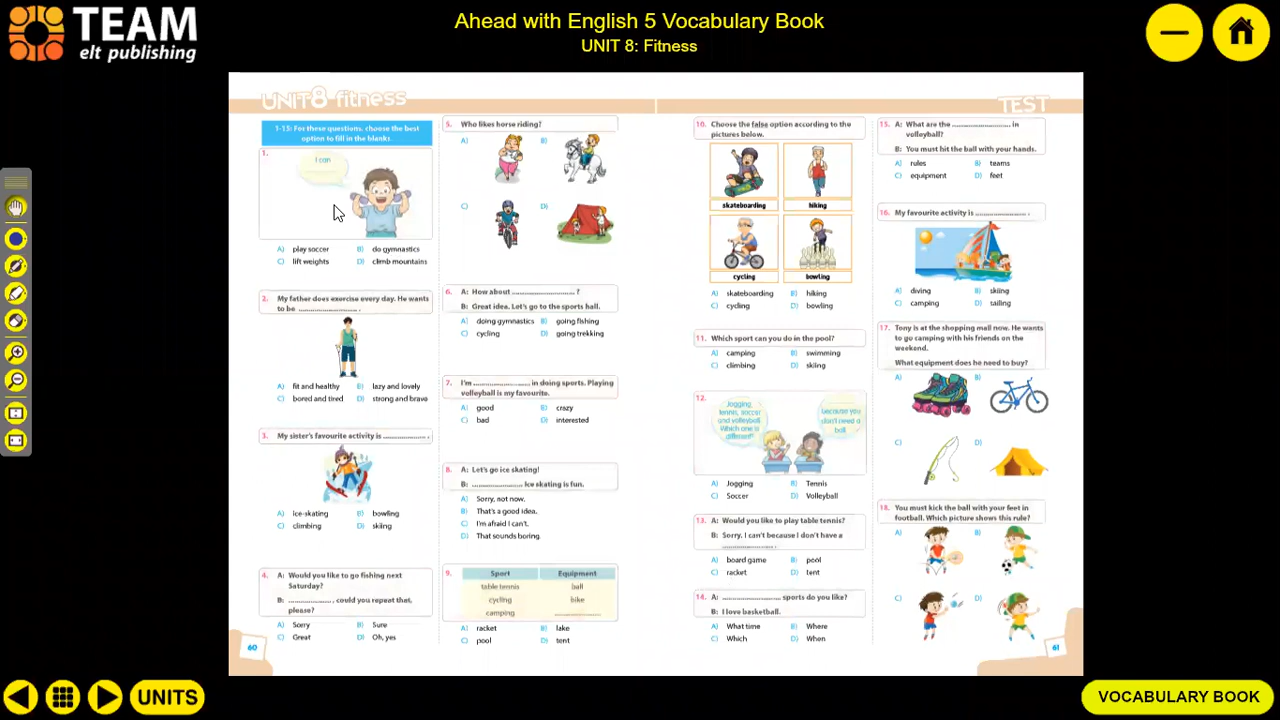 TEAM
elt publishing
Ahead with English 5 Vocabulary Book
UNIT 8: Fitness
UNIT8 fitness
1-15: For these questions, choose the best
option to fill in the blanks.
1.
I can
A) play soccer B) do gymnastics
C) lift weights D) climb mountains
2. My father does exercise every day. He wants
to be ...................... .
A) fit and healthy B) lazy and lovely
C) bored and tired D) strong and brave
3. My sister's favourite activity is ................. .
A) ice-skating B) bowling
C) climbing D) skiing
4. A: Would you like to go fishing next
Saturday?
B: ................., could you repeat that,
please?
A) Sorry B) Sure
C) Great D) Oh, yes
60
5. Who likes horse riding?
A) B)
C) D)
6. A: How about ......................... ?
B: Great idea. Let's go to the sports hall.
A) doing gymnastics B) going fishing
C) cycling D) going trekking
7. I'm ...................... in doing sports. Playing
volleyball is my favourite.
A) good B) crazy
C) bad D) interested
8. A: Let's go ice skating!
B: ..................... Ice skating is fun.
A) Sorry, not now.
B) That's a good idea.
C) I'm afraid I can't.
D) That sounds boring.
9. Sport Equipment
table tennis ball
cycling bike
camping ..................
A) racket B) lake
C) pool D) tent
TEST
10. Choose the false option according to the
pictures below.
skateboarding hiking
cycling bowling
A) skateboarding B) hiking
C) cycling D) bowling
11. Which sport can you do in the pool?
A) camping B) swimming
C) climbing D) skiing
12.
Jogging,
tennis, soccer
and volleyball
Which one is
different?
because you
don't need a
ball
A) Jogging B) Tennis
C) Soccer D) Volleyball
13. A: Would you like to play table tennis?
B: Sorry. I can't because I don't have a
..................... .
A) board game B) pool
C) racket D) tent
14. A: ........................ sports do you like?
B: I love basketball.
A) What time B) Where
C) Which D) When
15. A: What are the ........................ in
volleyball?
B: You must hit the ball with your hands.
A) rules B) teams
C) equipment D) feet
16. My favourite activity is ..................... .
A) diving B) skiing
C) camping D) sailing
17. Tony is at the shopping mall now. He wants
to go camping with his friends on the
weekend.
What equipment does he need to buy?
A) B)
C) D)
18. You must kick the ball with your feet in
football. Which picture shows this rule?
A) B)
C) D)
61
UNITS
VOCABULARY BOOK